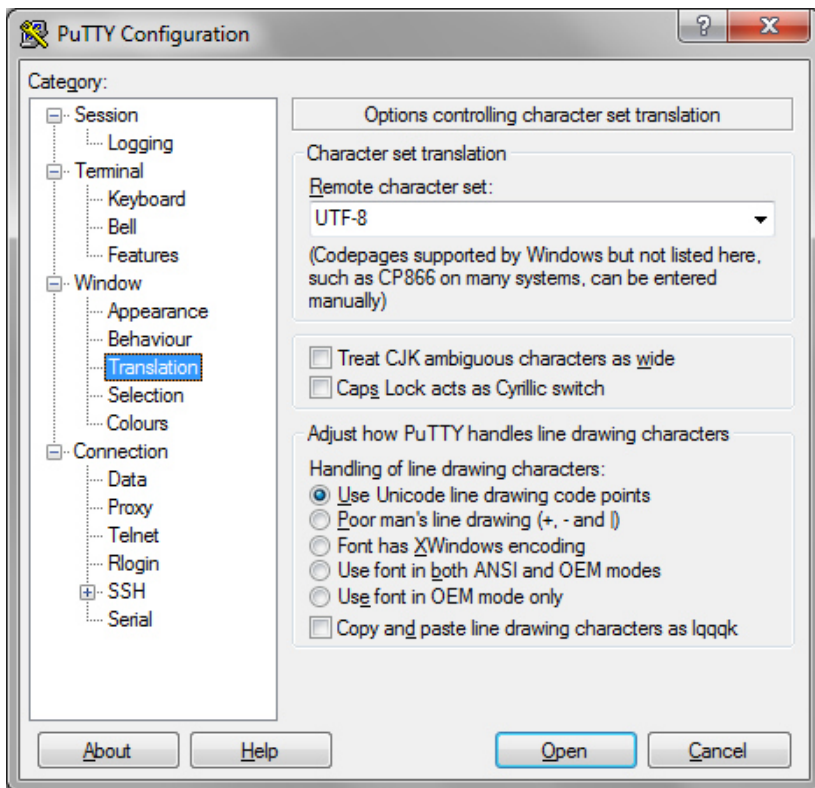 PuTTY Configuration
?
X
Category:
Session
Logging
Terminal
Keyboard
Bell
Features
Window
Appearance
Behaviour
Translation
Selection
Colours
Connection
Data
Proxy
Telnet
Rlogin
SSH
Serial
Options controlling character set translation
Character set translation
Remote character set:
UTF-8
(Codepages supported by Windows but not listed here,
such as CP866 on many systems, can be entered
manually)
Treat CJK ambiguous characters as wide
Caps Lock acts as Cyrillic switch
Adjust how PuTTY handles line drawing characters
Handling of line drawing characters:
Use Unicode line drawing code points
Poor man's line drawing (+, - and |)
Font has XWindows encoding
Use font in both ANSI and OEM modes
Use font in OEM mode only
Copy and paste line drawing characters as lqqqk
About
Help
Open
Cancel